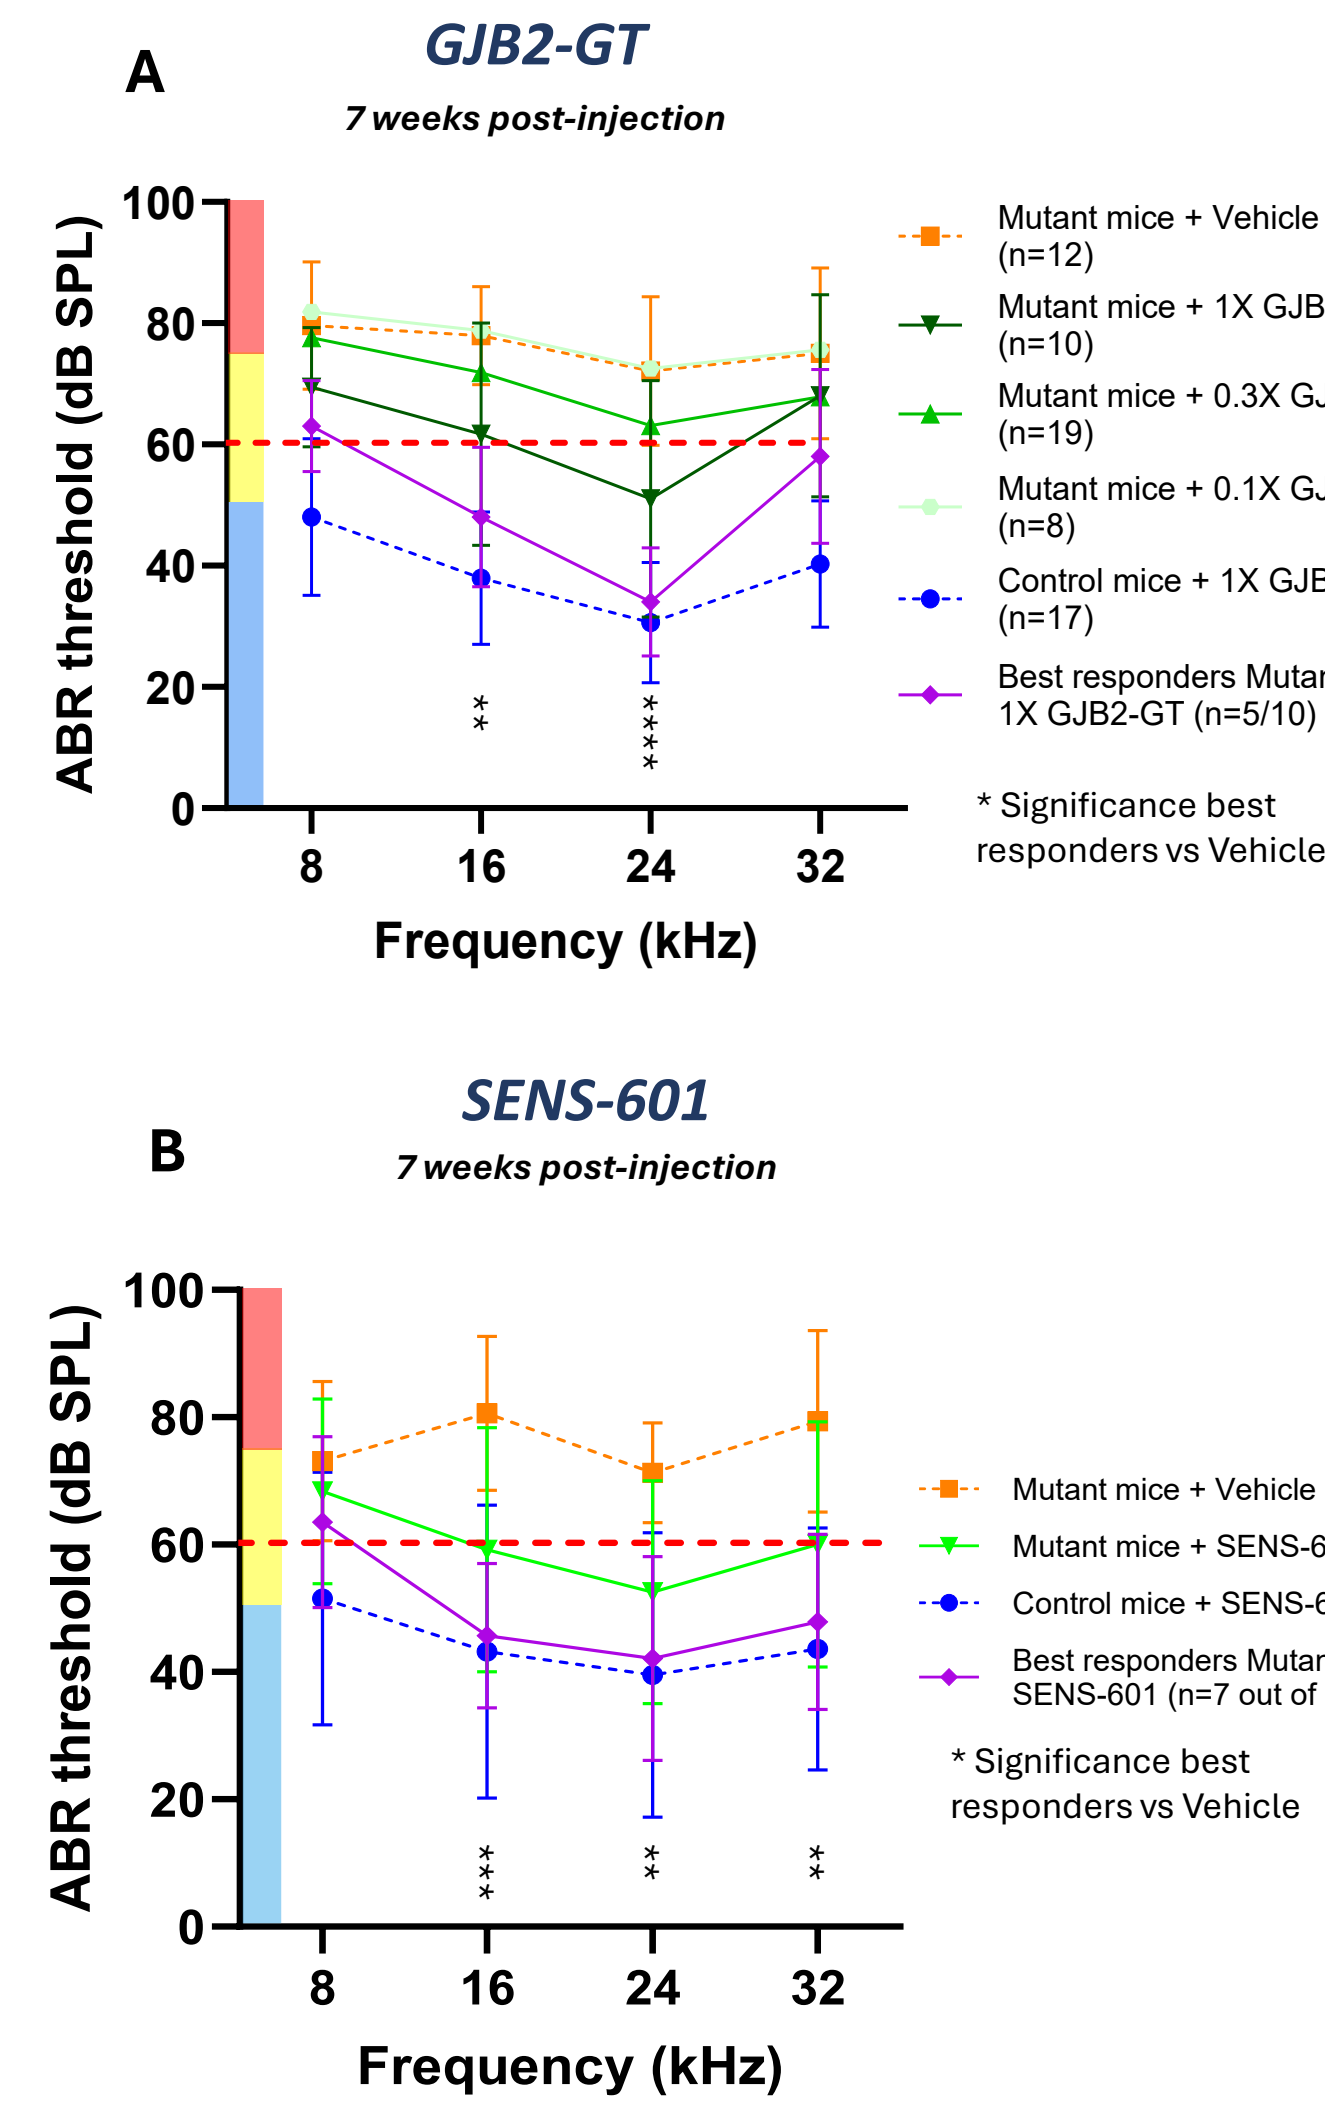 GJB2-GT
A
7 weeks post-injection
ABR threshold (dB SPL)
100
80
60
40
20
0
8 16 24 32
Frequency (kHz)
**
****
Mutant mice + Vehicle
(n=12)
Mutant mice + 1X GJB
(n=10)
Mutant mice + 0.3X GJ
(n=19)
Mutant mice + 0.1X GJ
(n=8)
Control mice + 1X GJB
(n=17)
Best responders Mutan
1X GJB2-GT (n=5/10)
* Significance best
responders vs Vehicle
SENS-601
B
7 weeks post-injection
ABR threshold (dB SPL)
100
80
60
40
20
0
8 16 24 32
Frequency (kHz)
***
**
**
Mutant mice + Vehicle
Mutant mice + SENS-6
Control mice + SENS-6
Best responders Mutan
SENS-601 (n=7 out of
* Significance best
responders vs Vehicle